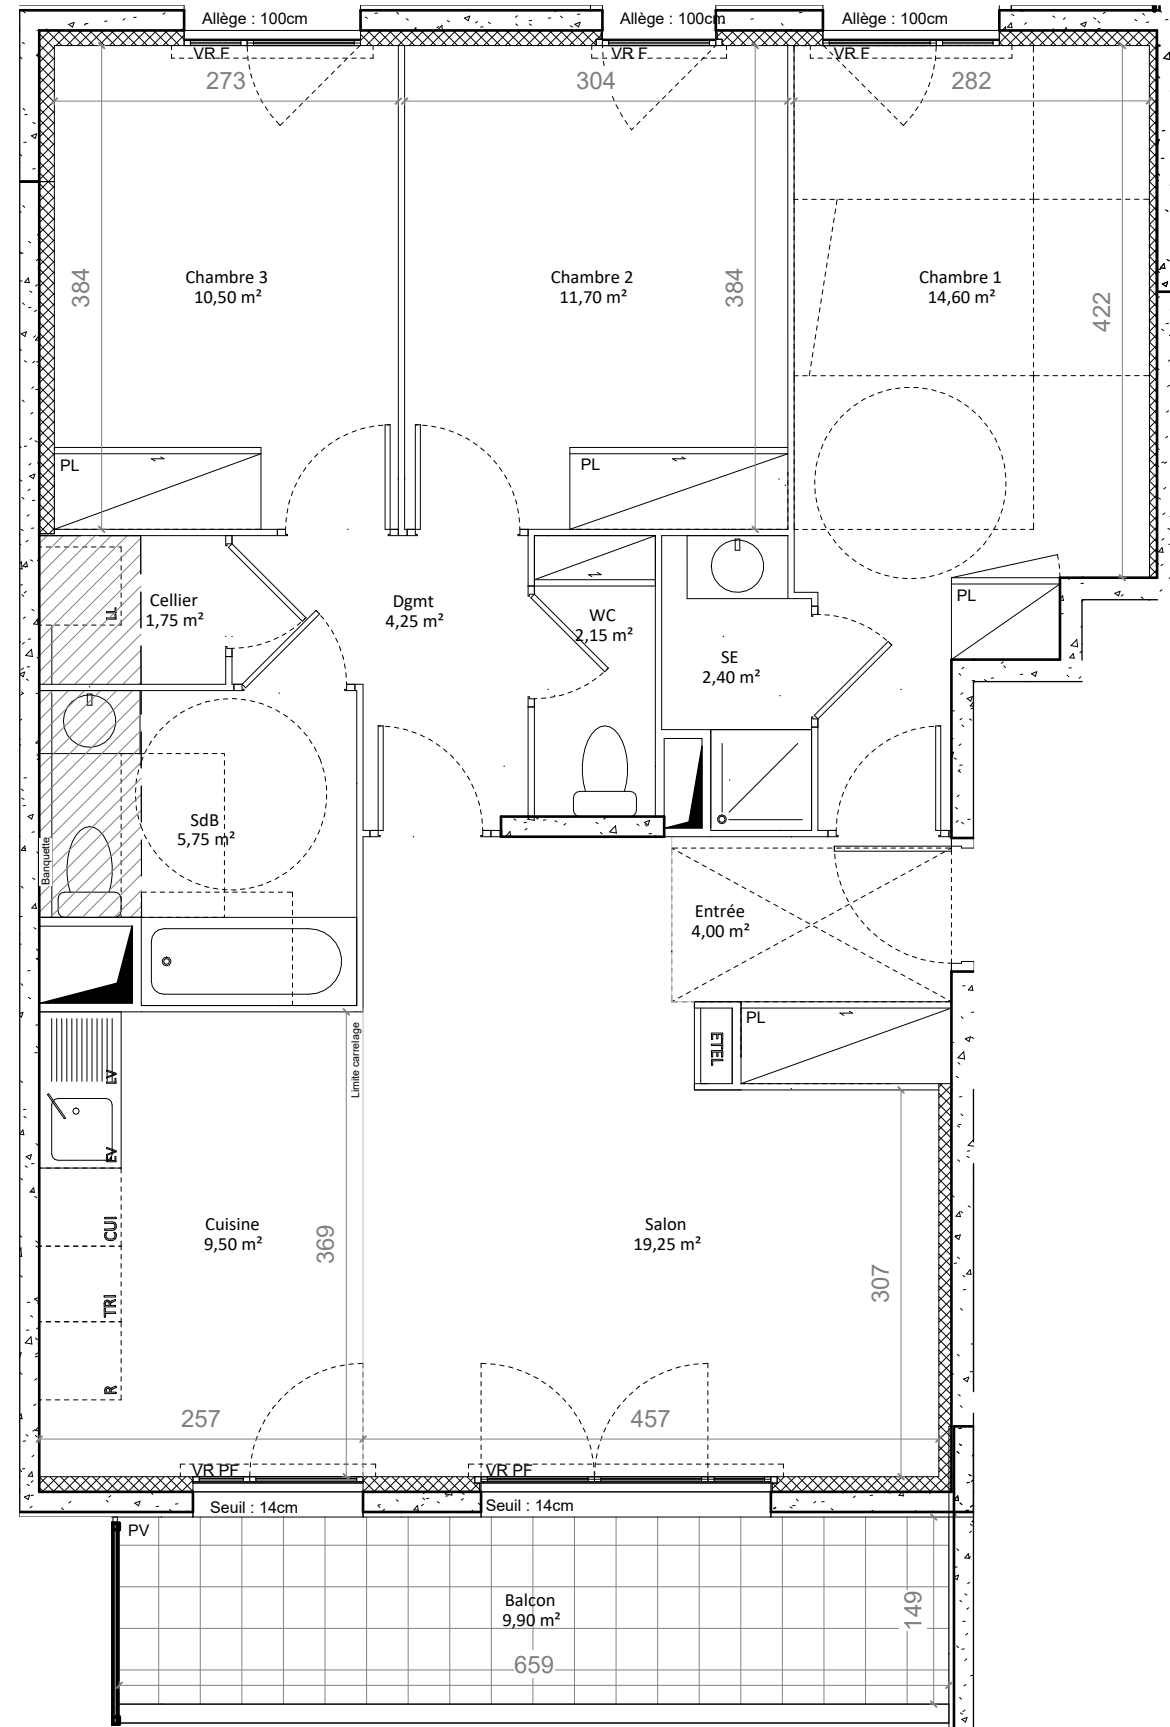 Allège : 100cm
Allège : 100cm
Allège : 100cm
VR F
VR F
VR F
273
304
282
Chambre 3
10,50 m²
Chambre 2
11,70 m²
Chambre 1
14,60 m²
384
384
422
PL
PL
PL
LL
Cellier
1,75 m²
Dgmt
4,25 m²
WC
2,15 m²
SE
2,40 m²
SdB
5,75 m²
Banquette
Entrée
4,00 m²
ETEL
PL
LV
Limite carrelage
EV
CUI
TRI
R
Cuisine
9,50 m²
369
Salon
19,25 m²
307
257
457
VR PF
VR PF
Seuil : 14cm
Seuil : 14cm
PV
Balcon
9,90 m²
149
659